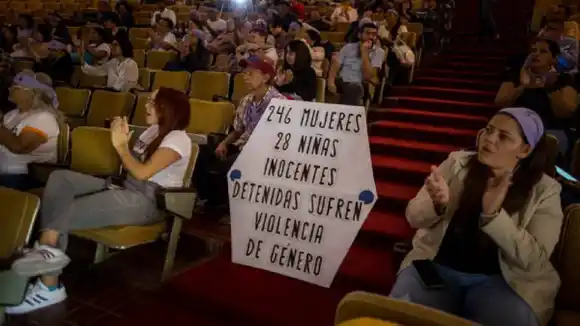 246 MUJERES
28 NIÑAS
INOCENTES
DETENIDAS SUFREN
VIOLENCIA
DE GÉNERO